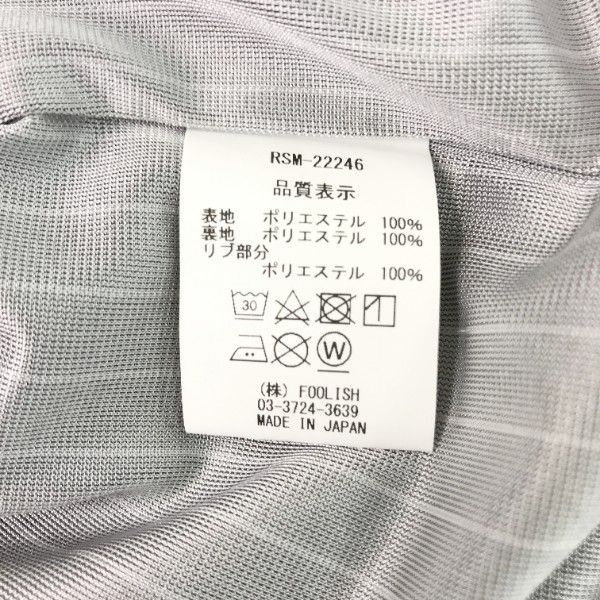 RSM-22246
品質表示
表地 ポリエステル 100%
裏地 ポリエステル 100%
リブ部分
ポリエステル 100%
30
W
(株) FOOLISH
03-3724-3639
MADE IN JAPAN